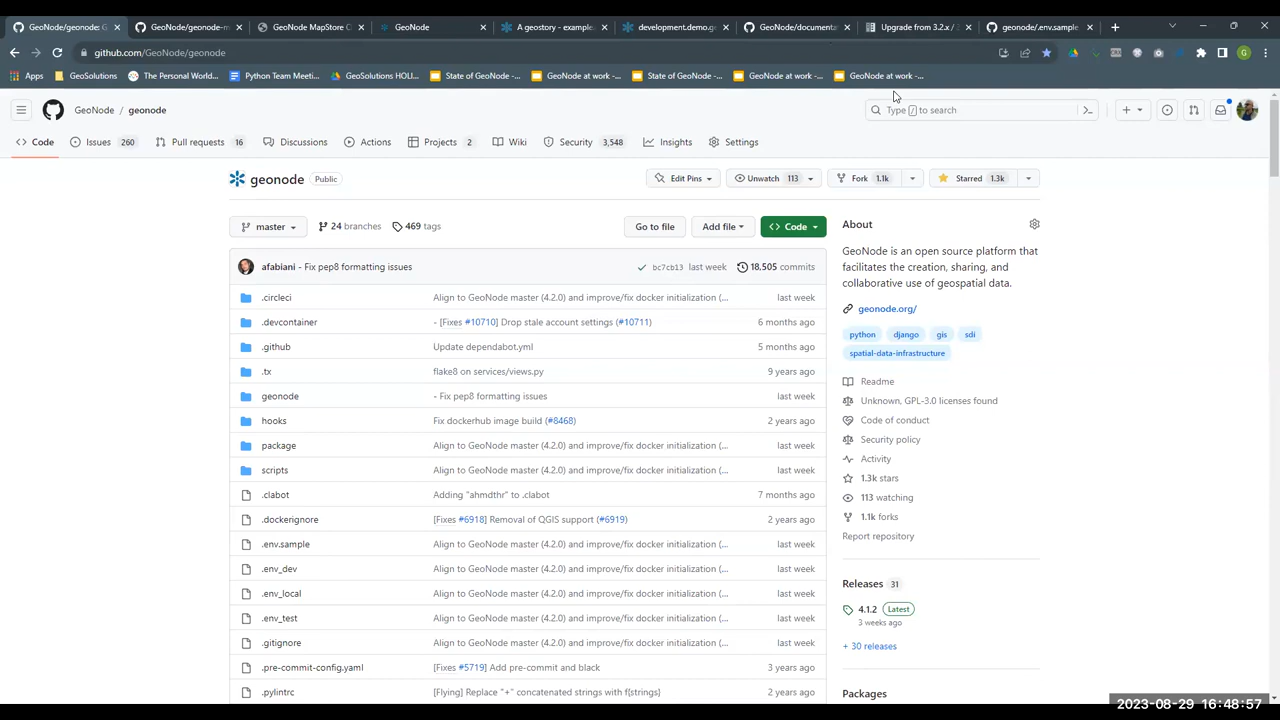 GeoNode/geonode: G
GeoNode/geonode-m
GeoNode MapStore C
GeoNode
A geostory - example
development.demo.ge
GeoNode/documentat
Upgrade from 3.2.x / 3
geonode/.env.sample
github.com/GeoNode/geonode
Apps
GeoSolutions
The Personal World...
Python Team Meeti...
GeoSolutions HOLI...
State of GeoNode -...
GeoNode at work -...
State of GeoNode -...
GeoNode at work -...
GeoNode at work -...
GeoNode / geonode
Type / to search
Code
Issues 260
Pull requests 16
Discussions
Actions
Projects 2
Wiki
Security 3,548
Insights
Settings
geonode Public
Edit Pins
Unwatch 113
Fork 1.1k
Starred 1.3k
master
24 branches
469 tags
Go to file
Add file
Code
afabiani - Fix pep8 formatting issues
bc7cb13 last week
18,505 commits
.circleci Align to GeoNode master (4.2.0) and improve/fix docker initialization (... last week
.devcontainer - [Fixes #10710] Drop stale account settings (#10711) 6 months ago
.github Update dependabot.yml 5 months ago
.tx flake8 on services/views.py 9 years ago
geonode - Fix pep8 formatting issues last week
hooks Fix dockerhub image build (#8468) 2 years ago
package Align to GeoNode master (4.2.0) and improve/fix docker initialization (... last week
scripts Align to GeoNode master (4.2.0) and improve/fix docker initialization (... last week
.clabot Adding "ahmdthr" to .clabot 7 months ago
.dockerignore [Fixes #6918] Removal of QGIS support (#6919) 2 years ago
.env.sample Align to GeoNode master (4.2.0) and improve/fix docker initialization (... last week
.env_dev Align to GeoNode master (4.2.0) and improve/fix docker initialization (... last week
.env_local Align to GeoNode master (4.2.0) and improve/fix docker initialization (... last week
.env_test Align to GeoNode master (4.2.0) and improve/fix docker initialization (... last week
.gitignore Align to GeoNode master (4.2.0) and improve/fix docker initialization (... last week
.pre-commit-config.yaml [Fixes #5719] Add pre-commit and black 3 years ago
.pylintrc [Flying] Replace "+" concatenated strings with f{strings} 2 years ago
About
GeoNode is an open source platform that
facilitates the creation, sharing, and
collaborative use of geospatial data.
geonode.org/
python django gis sdi
spatial-data-infrastructure
Readme
Unknown, GPL-3.0 licenses found
Code of conduct
Security policy
Activity
1.3k stars
113 watching
1.1k forks
Report repository
Releases 31
4.1.2 Latest
3 weeks ago
+ 30 releases
Packages
2023-08-29 16:48:57